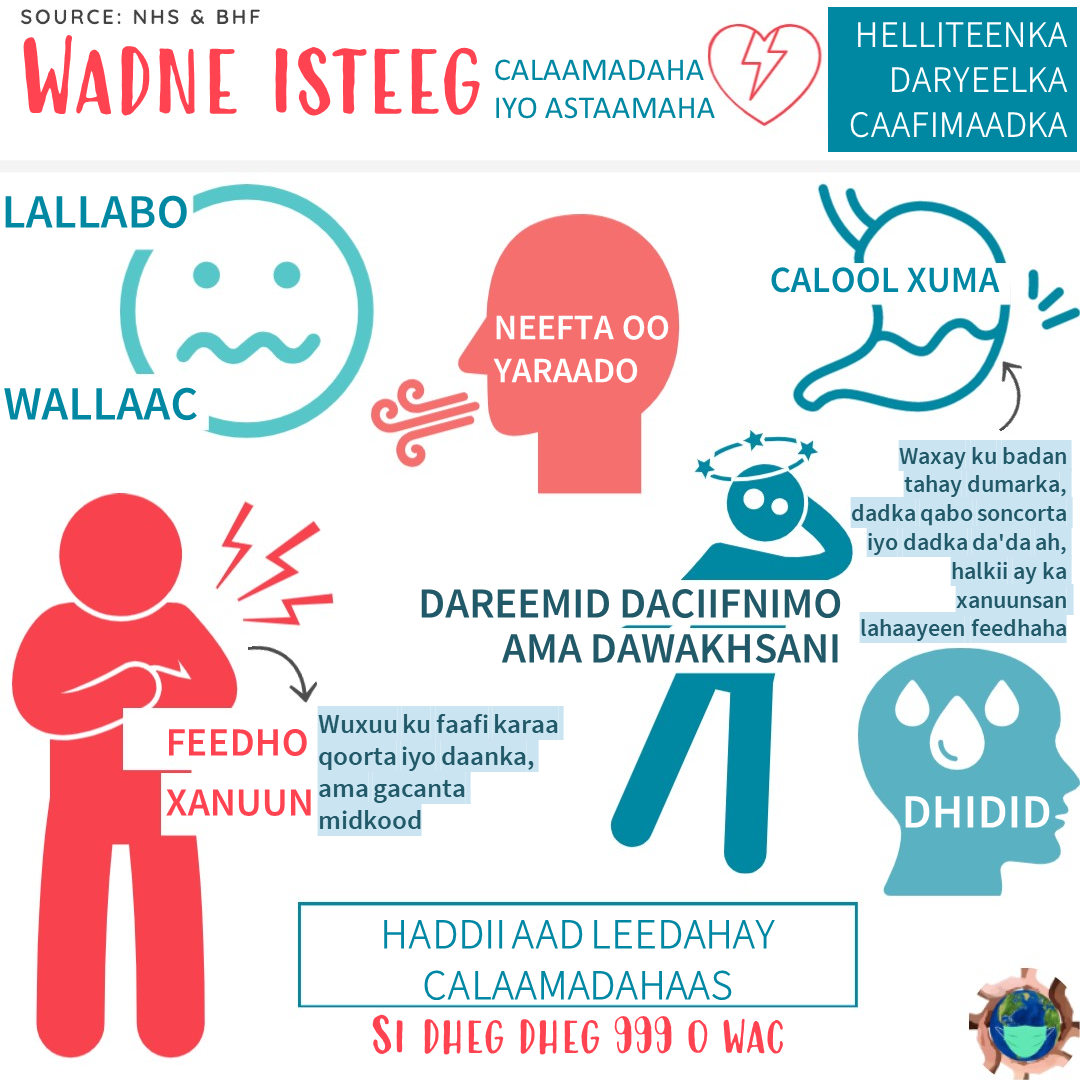 SOURCE: NHS & BHF
WADNE ISTEEG
CALAAMADAHA
IYO ASTAAMAHA
HELLITEENKA
DARYEELKA
CAAFIMAADKA
LALLABO
WALLAAC
NEEFTA OO
YARAADO
CALOOL XUMA
Waxay ku badan
tahay dumarka,
dadka qabo soncorta
iyo dadka da'da ah,
halkii ay ka
xanuunsan
lahaayeen feedhaha
DAREEMID DACIIFNIMO
AMA DAWAKHSANI
FEEDHO
XANUUN
Wuxuu ku faafi karaa
qoorta iyo daanka,
ama gacanta
midkood
DHIDID
HADDII AAD LEEDAHAY
CALAAMADAHAAS
SI DHEG DHEG 999 O WAC